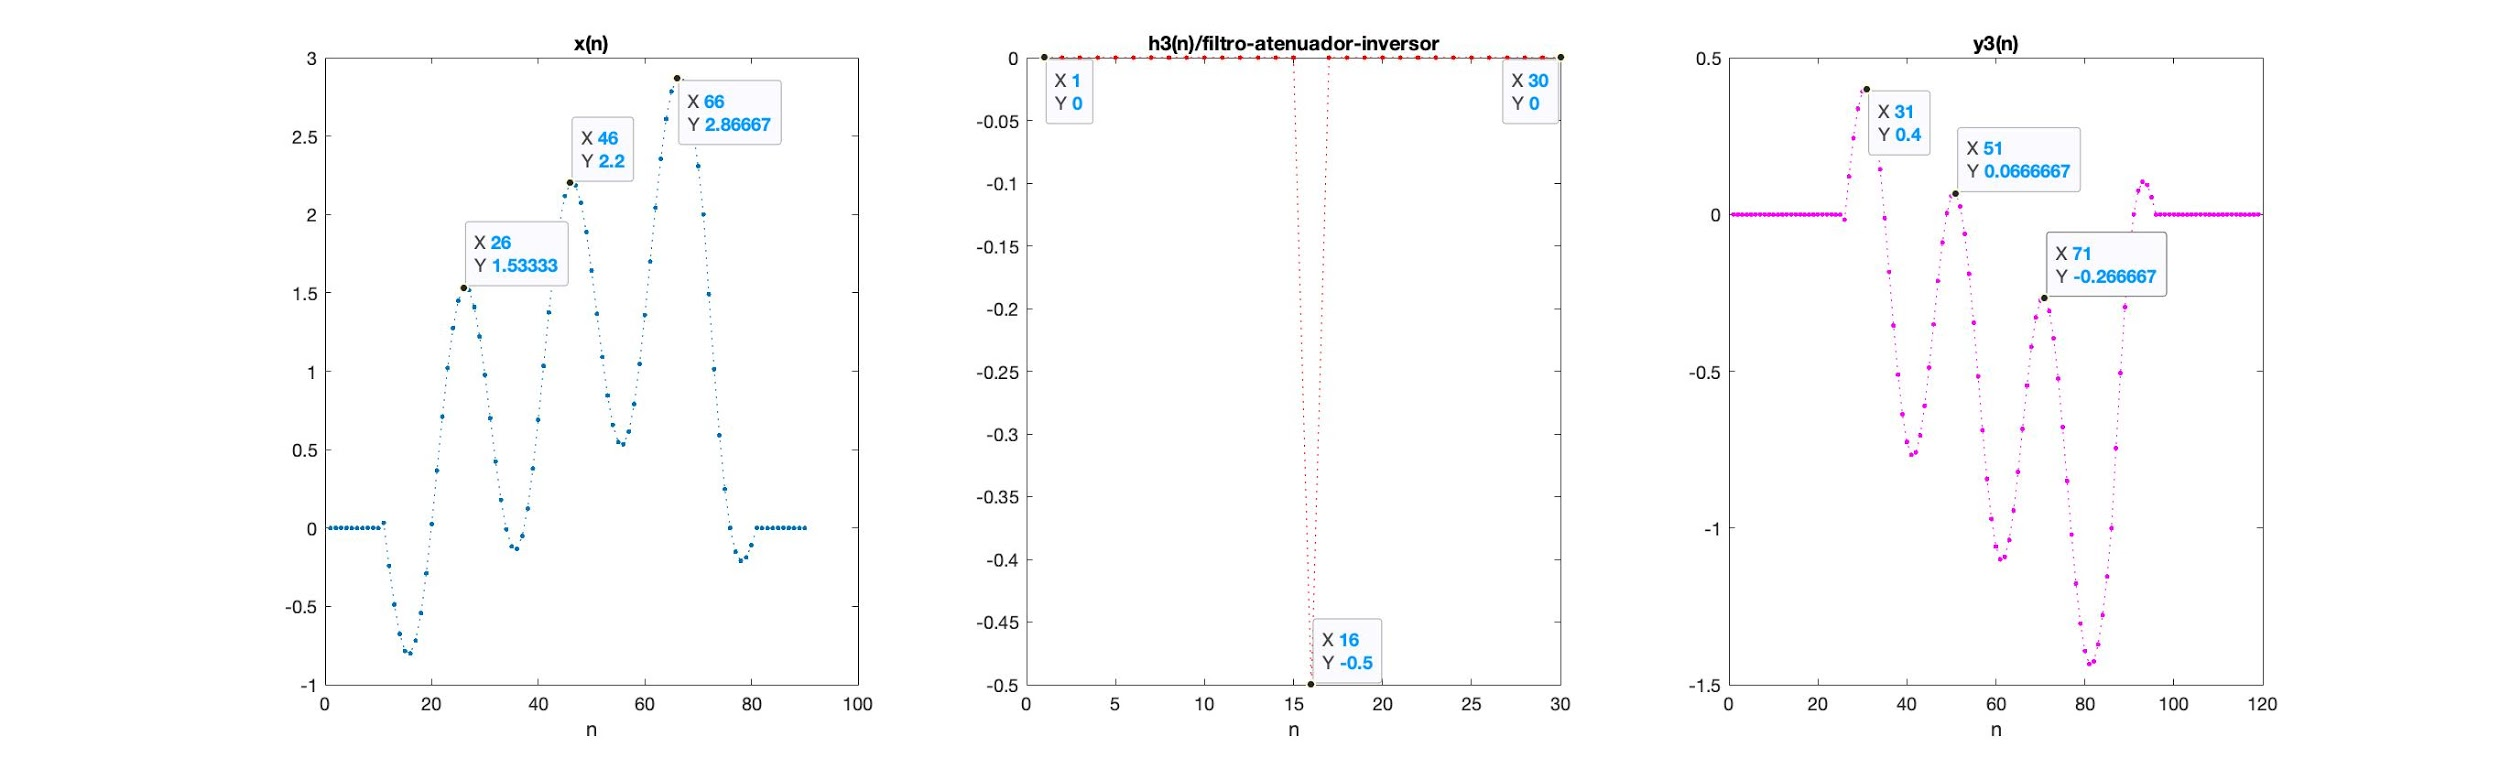 x(n)
3
2.5
2
1.5
1
0.5
0
-0.5
-1
0
20
40
60
80
100
n
X 26
Y 1.53333
X 46
Y 2.2
X 66
Y 2.86667
h3(n)/filtro-atenuador-inversor
0
-0.05
-0.1
-0.15
-0.2
-0.25
-0.3
-0.35
-0.4
-0.45
-0.5
0
5
10
15
20
25
30
n
X 1
Y 0
X 30
Y 0
X 16
Y -0.5
y3(n)
0.5
0
-0.5
-1
-1.5
0
20
40
60
80
100
120
n
X 31
Y 0.4
X 51
Y 0.0666667
X 71
Y -0.266667